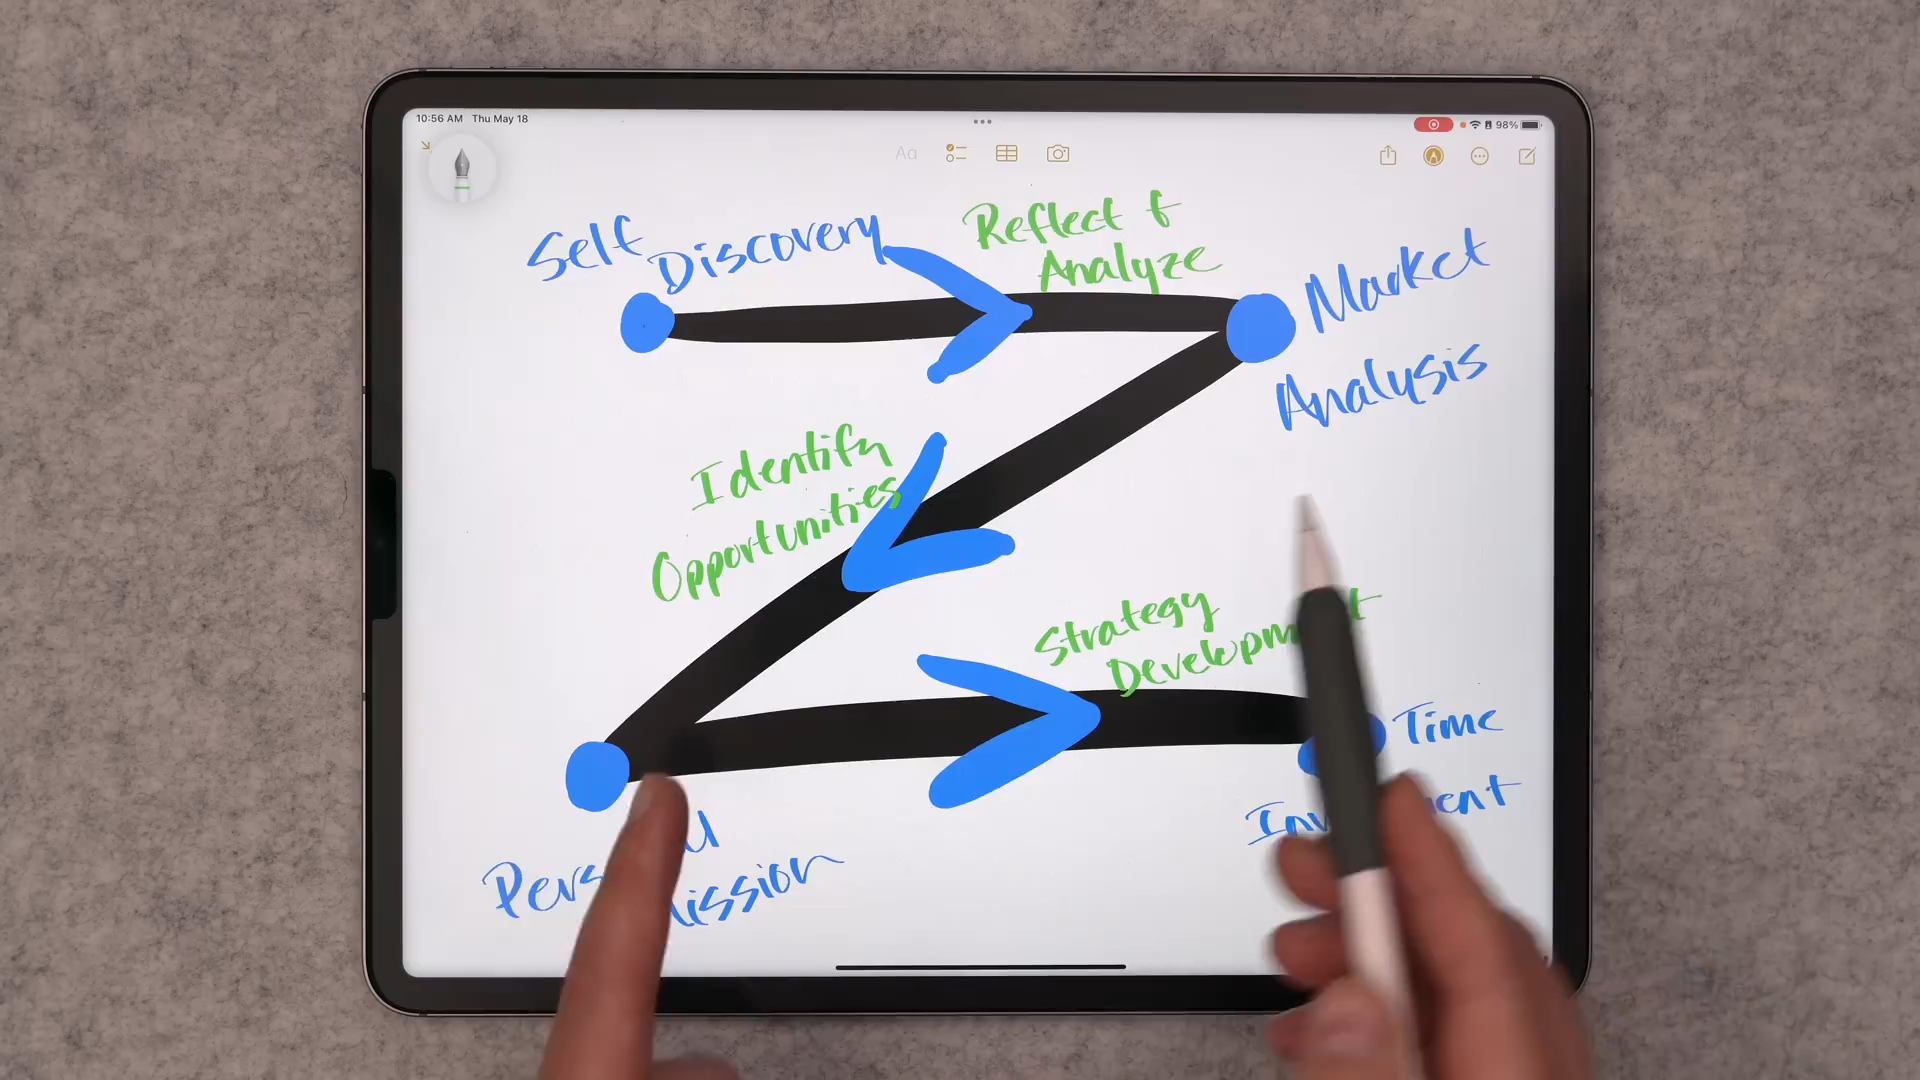 10:56 AM Thu May 18
98%
Aa
Self Discovery
Reflect &
Analyze
Market
Analysis
Identify
Opportunities
Strategy
Time